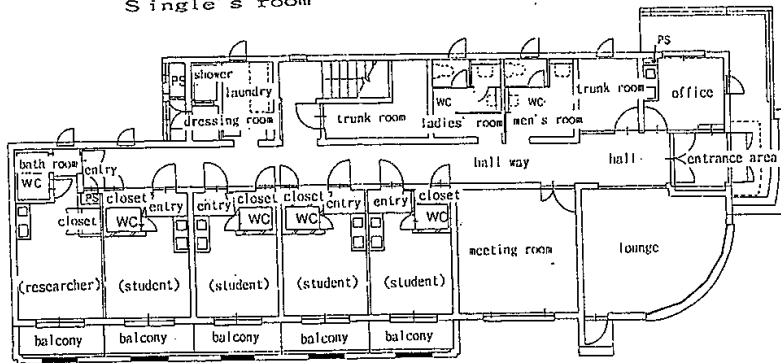 Single's room
PS
PS shower trunk room
laundry office
WC WC
dressing room trunk room ladies' room men's room
hall way hall entrance area
bath room entry
WC
PS closet entry entry closet closet entry entry closet
closet WC WC WC WC
meeting room lounge
(researcher) (student) (student) (student) (student)
balcony balcony balcony balcony balcony